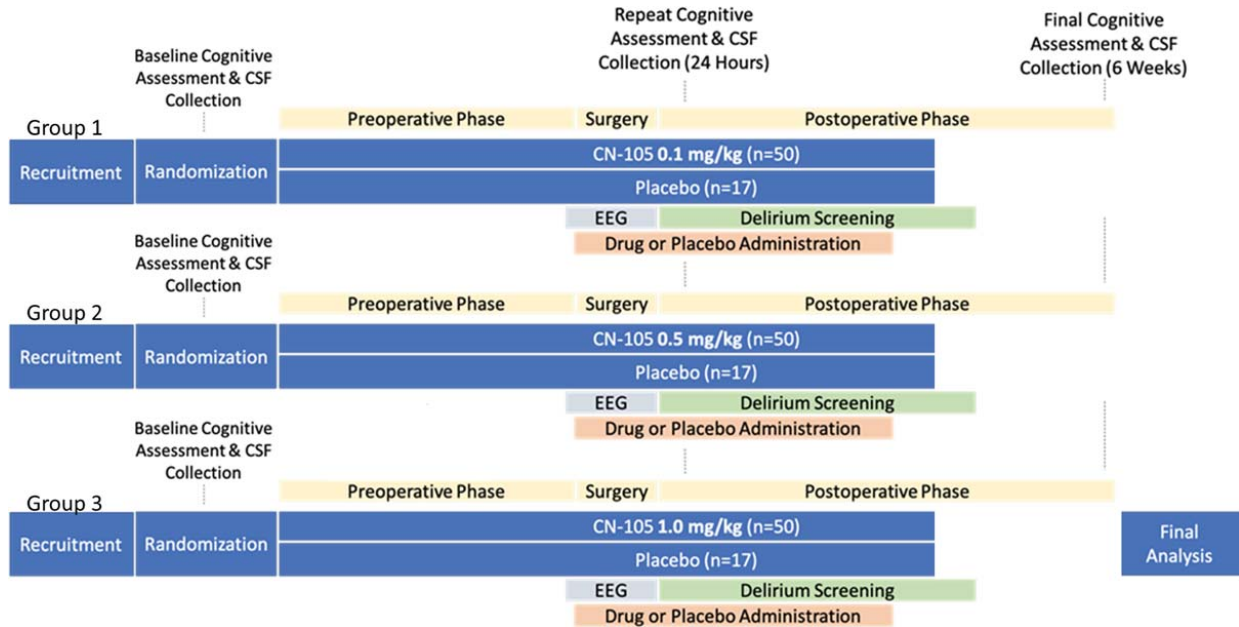 Repeat Cognitive
Assessment & CSF
Collection (24 Hours)
Final Cognitive
Assessment & CSF
Collection (6 Weeks)
Baseline Cognitive
Assessment & CSF
Collection
Group 1
Preoperative Phase
Surgery
Postoperative Phase
Recruitment
Randomization
CN-105 0.1 mg/kg (n=50)
Placebo (n=17)
EEG
Delirium Screening
Drug or Placebo Administration
Baseline Cognitive
Assessment & CSF
Collection
Group 2
Preoperative Phase
Surgery
Postoperative Phase
Recruitment
Randomization
CN-105 0.5 mg/kg (n=50)
Placebo (n=17)
EEG
Delirium Screening
Drug or Placebo Administration
Baseline Cognitive
Assessment & CSF
Collection
Group 3
Preoperative Phase
Surgery
Postoperative Phase
Recruitment
Randomization
CN-105 1.0 mg/kg (n=50)
Placebo (n=17)
EEG
Delirium Screening
Drug or Placebo Administration
Final
Analysis